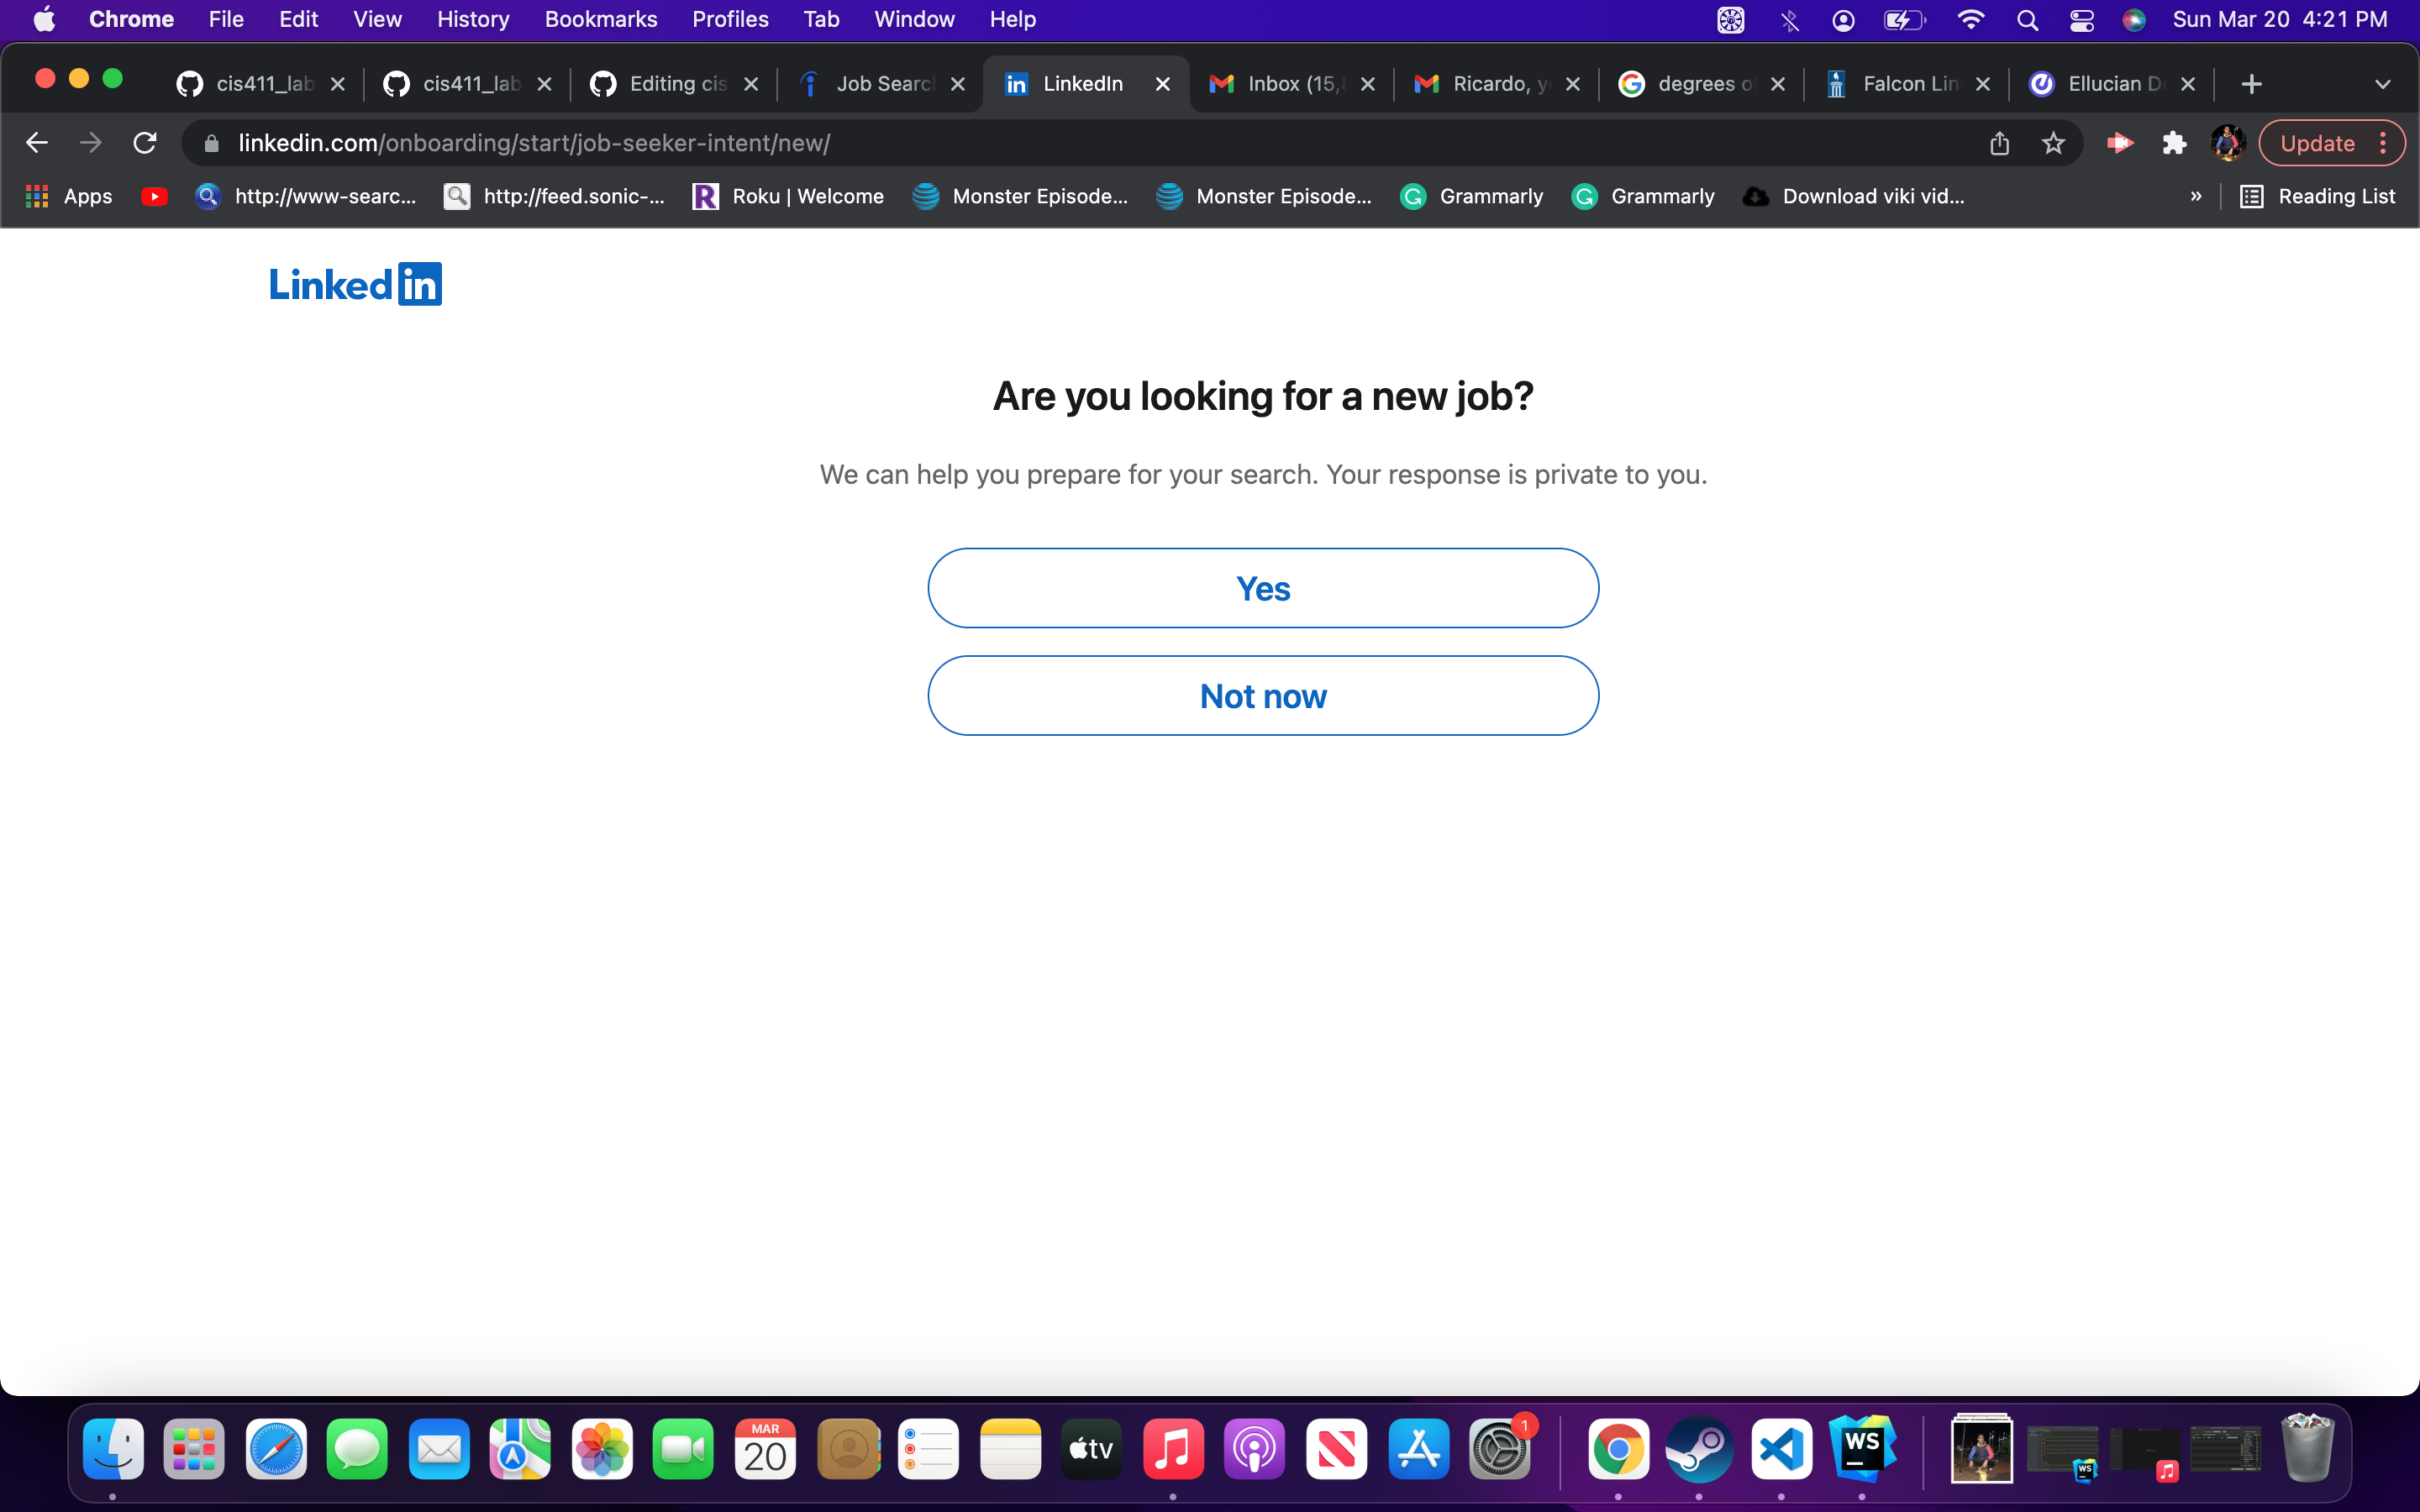 Chrome File Edit View History Bookmarks Profiles Tab Window Help Sun Mar 20 4:21 PM
cis411_lab cis411_lab Editing cis Job Searc LinkedIn Inbox (15, Ricardo, y degrees o Falcon Lin Ellucian D
linkedin.com/onboarding/start/job-seeker-intent/new/ Update
Apps http://www-searc... http://feed.sonic-... R Roku | Welcome Monster Episode... Monster Episode... Grammarly Grammarly Download viki vid... » Reading List
Linked in
Are you looking for a new job?
We can help you prepare for your search. Your response is private to you.
Yes
Not now
MAR
20
tv
1
WS
WS